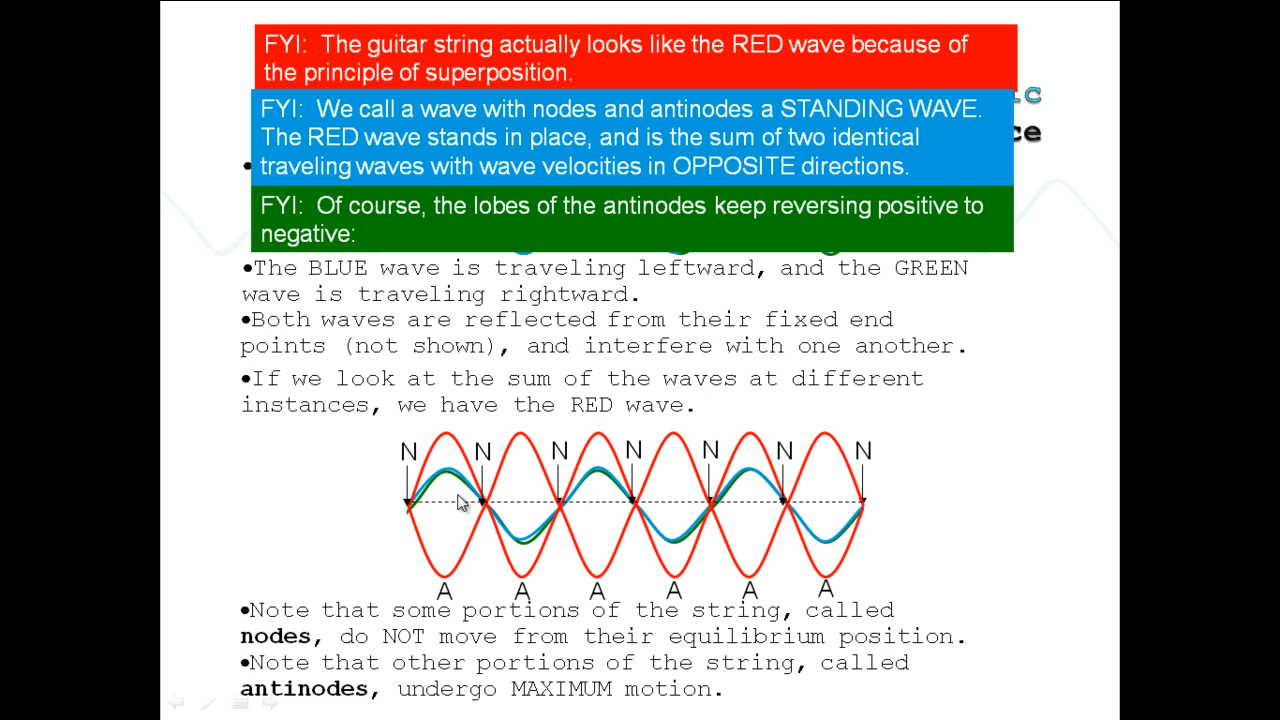 FYI: The guitar string actually looks like the RED wave because of
the principle of superposition.
FYI: We call a wave with nodes and antinodes a STANDING WAVE.
The RED wave stands in place, and is the sum of two identical
traveling waves with wave velocities in OPPOSITE directions.
FYI: Of course, the lobes of the antinodes keep reversing positive to
negative:
•The BLUE wave is traveling leftward, and the GREEN
wave is traveling rightward.
•Both waves are reflected from their fixed end
points (not shown), and interfere with one another.
•If we look at the sum of the waves at different
instances, we have the RED wave.
N N N N N N N
A A A A A A
•Note that some portions of the string, called
nodes, do NOT move from their equilibrium position.
•Note that other portions of the string, called
antinodes, undergo MAXIMUM motion.